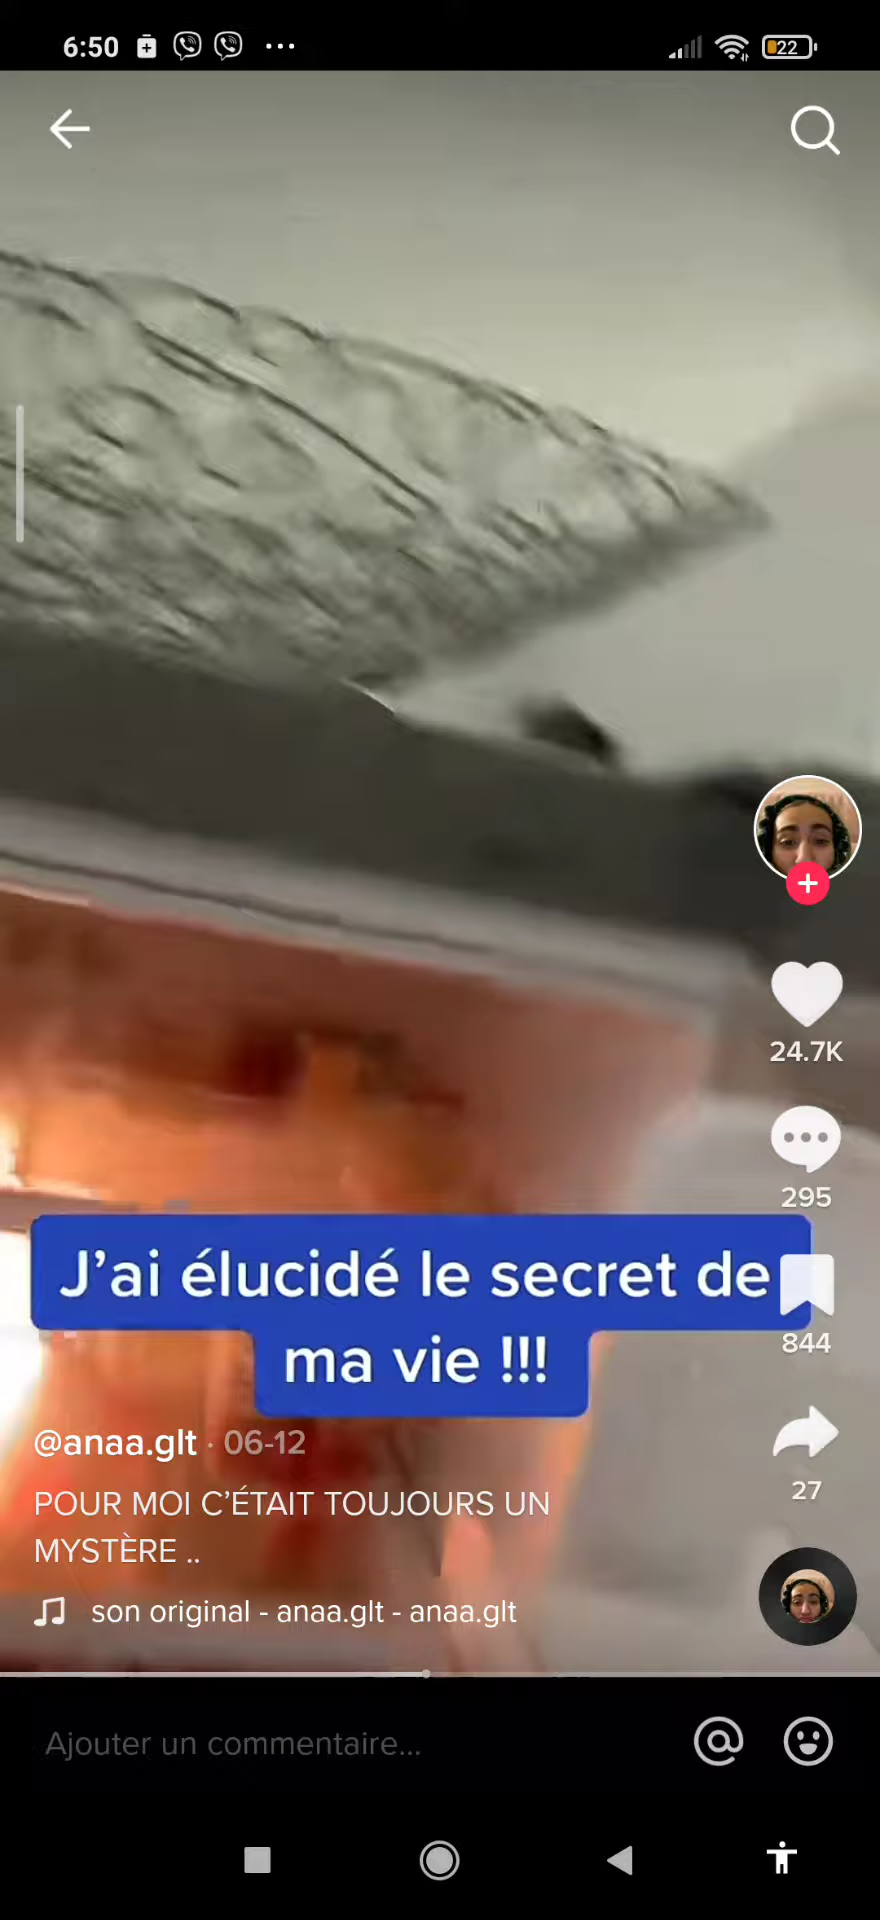 6:50
22
24.7K
295
J’ai élucidé le secret de
ma vie !!!
844
@anaa.glt · 06-12
POUR MOI C’ÉTAIT TOUJOURS UN
MYSTÈRE ..
27
son original - anaa.glt - anaa.glt
Ajouter un commentaire...